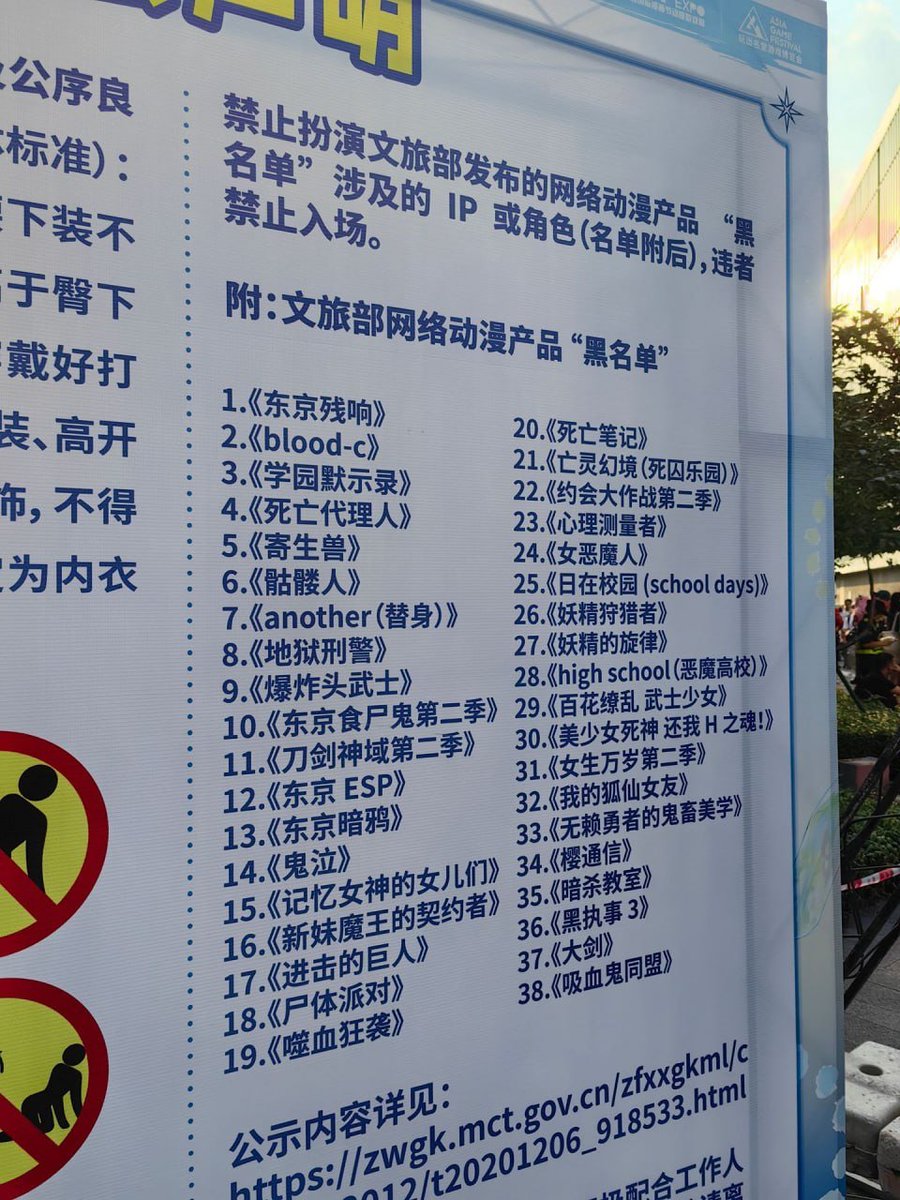 明
EXPO
ASIA
GAME
FESTIVAL
公序良
标准)：
下装不
于臀下
戴好打
装、高开
饰，不得
为内衣
禁止扮演文旅部发布的网络动漫产品 “黑
名单” 涉及的 IP 或角色(名单附后)，违者
禁止入场。
附：文旅部网络动漫产品 “黑名单”
1.《东京残响》
2.《blood-c》
3.《学园默示录》
4.《死亡代理人》
5.《寄生兽》
6.《骷髅人》
7.《another（替身）》
8.《地狱刑警》
9.《爆炸头武士》
10.《东京食尸鬼第二季》
11.《刀剑神域第二季》
12.《东京 ESP》
13.《东京暗鸦》
14.《鬼泣》
15.《记忆女神的女儿们》
16.《新妹魔王的契约者》
17.《进击的巨人》
18.《尸体派对》
19.《噬血狂袭》
20.《死亡笔记》
21.《亡灵幻境（死囚乐园）》
22.《约会大作战第二季》
23.《心理测量者》
24.《女恶魔人》
25.《日在校园 (school days)》
26.《妖精狩猎者》
27.《妖精的旋律》
28.《high school（恶魔高校）》
29.《百花缭乱 武士少女》
30.《美少女死神 还我 H 之魂！》
31.《女生万岁第二季》
32.《我的狐仙女友》
33.《无赖勇者的鬼畜美学》
34.《樱通信》
35.《暗杀教室》
36.《黑执事 3》
37.《大剑》
38.《吸血鬼同盟》
公示内容详见：
https://zwgk.mct.gov.cn/zfxxgkml/c
2012/t20201206_918533.html
配合工作人